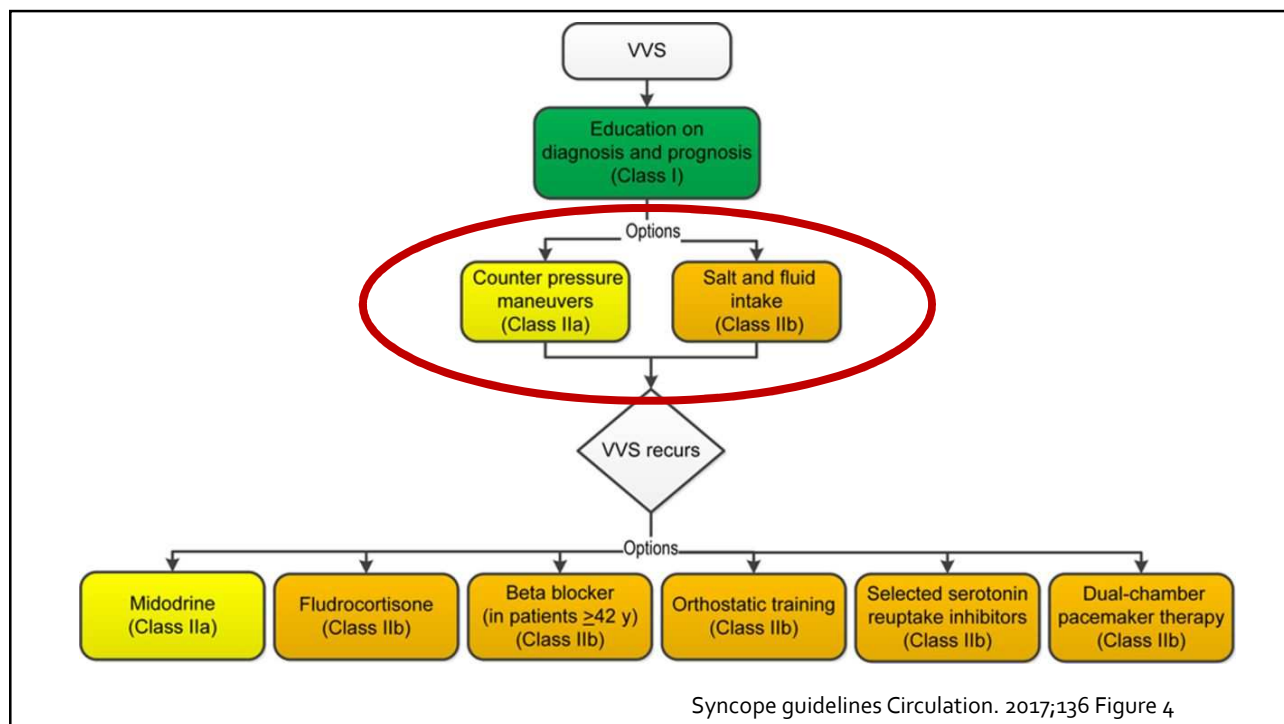 VVS
Education on
diagnosis and prognosis
(Class I)
Options
Counter pressure
maneuvers
(Class IIa)
Salt and fluid
intake
(Class IIb)
VVS recurs
Options
Midodrine
(Class IIa)
Fludrocortisone
(Class IIb)
Beta blocker
(in patients ≥42 y)
(Class IIb)
Orthostatic training
(Class IIb)
Selected serotonin
reuptake inhibitors
(Class IIb)
Dual-chamber
pacemaker therapy
(Class IIb)
Syncope guidelines Circulation. 2017;136 Figure 4